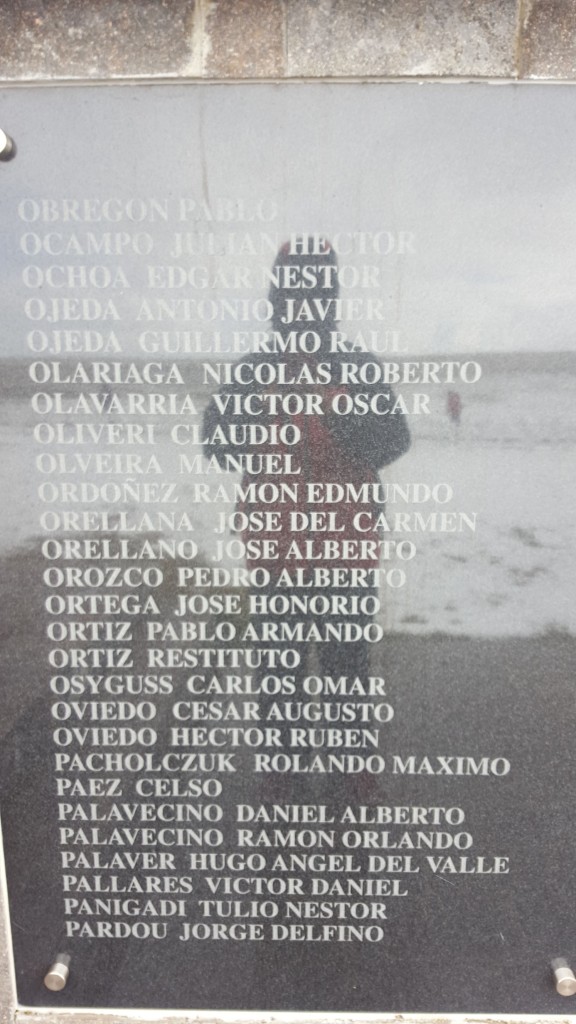 OBREGON PABLO
OCAMPO JULIAN HECTOR
OCHOA EDGAR NESTOR
OJEDA ANTONIO JAVIER
OJEDA GUILLERMO RAUL
OLARIAGA NICOLAS ROBERTO
OLAVARRIA VICTOR OSCAR
OLIVERI CLAUDIO
OLVEIRA MANUEL
ORDOÑEZ RAMON EDMUNDO
ORELLANA JOSE DEL CARMEN
ORELLANO JOSE ALBERTO
OROZCO PEDRO ALBERTO
ORTEGA JOSE HONORIO
ORTIZ PABLO ARMANDO
ORTIZ RESTITUTO
OSYGUSS CARLOS OMAR
OVIEDO CESAR AUGUSTO
OVIEDO HECTOR RUBEN
PACHOLCZUK ROLANDO MAXIMO
PAEZ CELSO
PALAVECINO DANIEL ALBERTO
PALAVECINO RAMON ORLANDO
PALAVER HUGO ANGEL DEL VALLE
PALLARES VICTOR DANIEL
PANIGADI TULIO NESTOR
PARDOU JORGE DELFINO